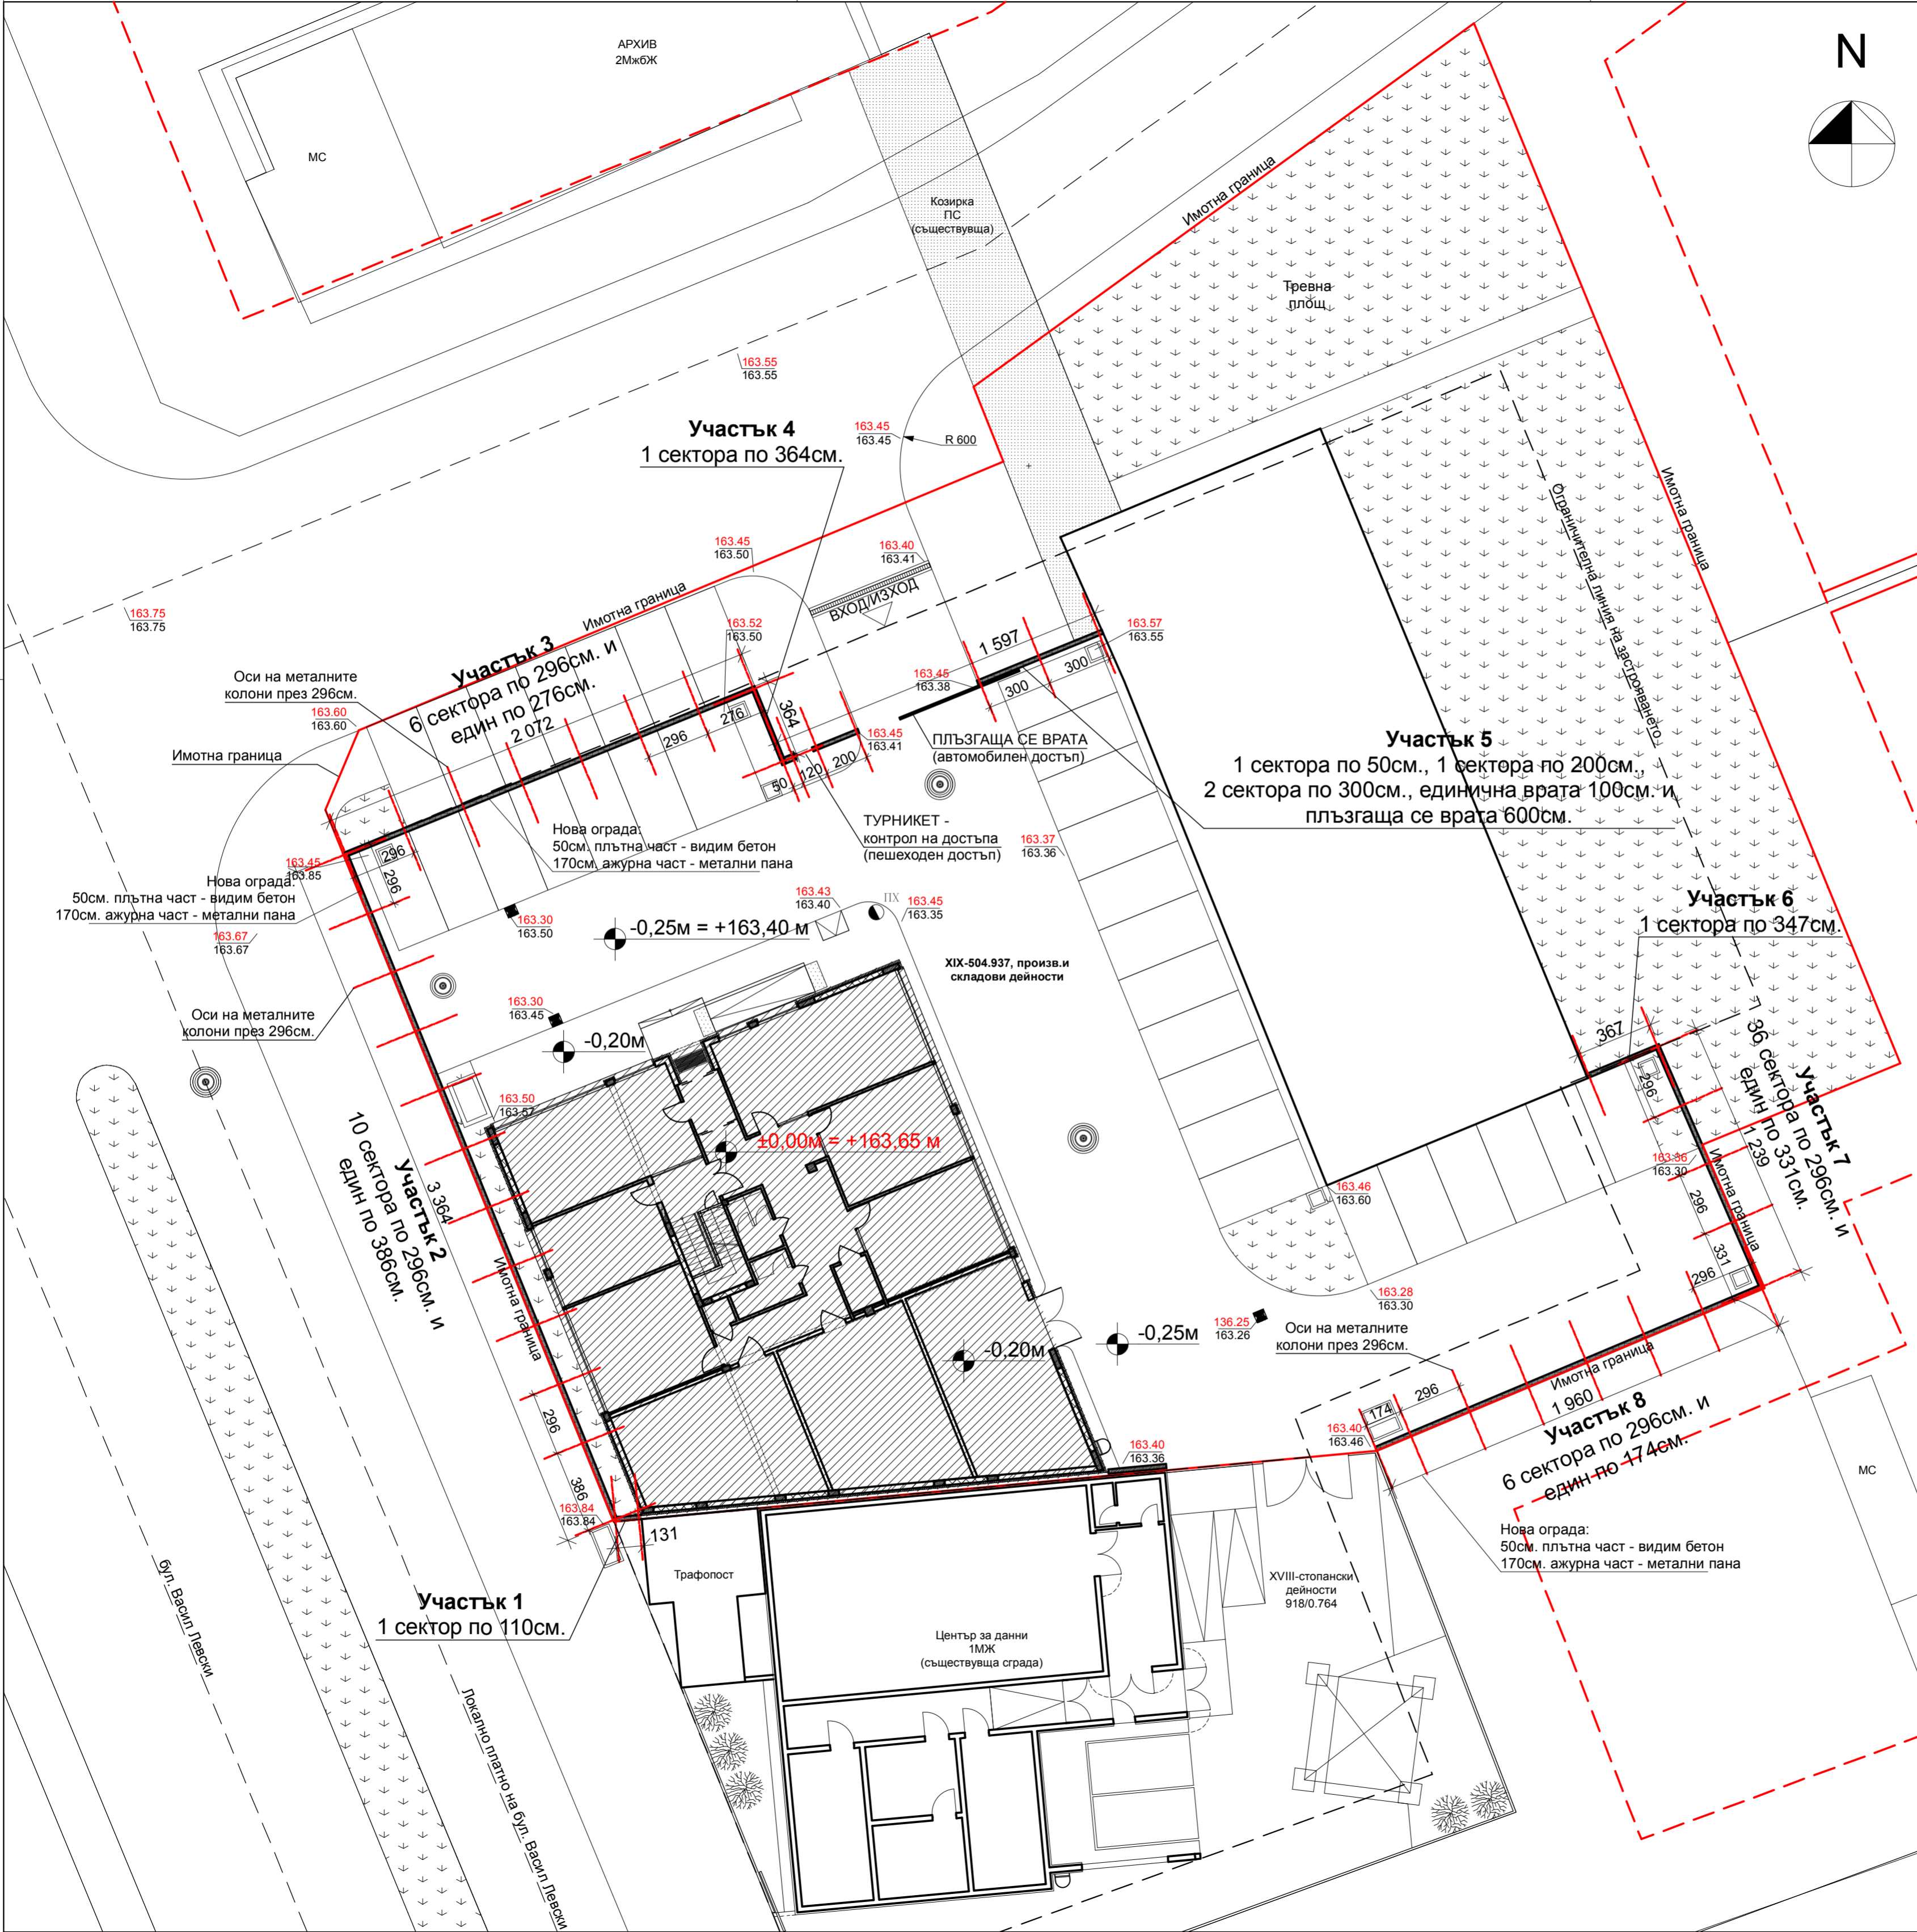 АРХИВ
2МжбЖ
N
МС
Козирка
ПС
(съществувща)
Имотна граница
Тревна
площ
163.55
163.55
Участък 4
1 сектора по 364см.
163.45
163.45
R 600
Имотна граница
Ограничителна линия на застрояването
163.45
163.50
163.40
163.41
ВХОД/ИЗХОД
Имотна граница
163.75
163.75
163.52
163.50
163.57
163.55
1 597
Участък 3
6 сектора по 296см. и
един по 276см.
2 072
Оси на металните
колони през 296см.
163.60
163.60
163.45
163.38
300
300
276
364
296
Имотна граница
163.45
163.41
ПЛЪЗГАЩА СЕ ВРАТА
(автомобилен достъп)
50
120
200
Участък 5
1 сектора по 50см., 1 сектора по 200см.,
2 сектора по 300см., единична врата 100см. и
плъзгаща се врата 600см.
ТУРНИКЕТ -
контрол на достъпа
(пешеходен достъп)
163.37
163.36
Нова ограда:
50см. плътна част - видим бетон
170см. ажурна част - метални пана
163.45
163.85
296
296
Нова ограда:
50см. плътна част - видим бетон
170см. ажурна част - метални пана
163.67
163.67
163.43
163.40
ПХ
163.45
163.35
163.30
163.50
-0,25м = +163,40 м
Участък 6
1 сектора по 347см.
XIX-504.937, произв.и
складови дейности
Оси на металните
колони през 296см.
163.30
163.45
-0,20м
367
296
Участък 7
36 сектора по 296см. и
един по 331см.
1 239
163.50
163.57
±0,00м = +163,65 м
163.36
163.30
Имотна граница
296
331
296
163.46
163.60
Участък 2
10 сектора по 296см. и
един по 386см.
3 364
Имотна граница
163.28
163.30
136.25
163.26
-0,25м
-0,20м
Оси на металните
колони през 296см.
Имотна граница
1 960
Участък 8
6 сектора по 296см. и
един по 174см.
174
296
163.40
163.46
163.40
163.36
296
386
163.84
163.84
131
МС
Нова ограда:
50см. плътна част - видим бетон
170см. ажурна част - метални пана
Трафопост
Участък 1
1 сектор по 110см.
XVIII-стопански
дейности
918/0.764
Център за данни
1МЖ
(съществувща сграда)
бул. Васил Левски
Локално платно на бул. Васил Левски